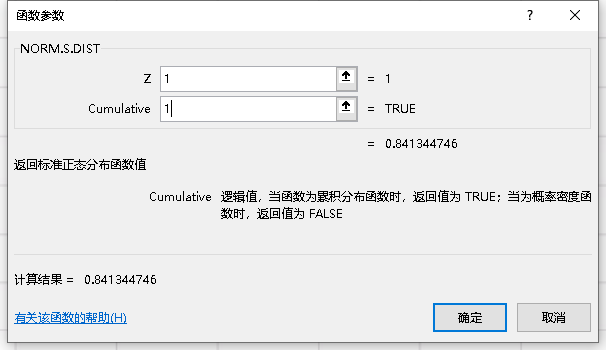 函数参数
NORM.S.DIST
Z 1 = 1
Cumulative 1 = TRUE
= 0.841344746
返回标准正态分布函数值
Cumulative 逻辑值，当函数为累积分布函数时，返回值为 TRUE；当为概率密度函
数时，返回值为 FALSE
计算结果 = 0.841344746
有关该函数的帮助(H)
确定
取消